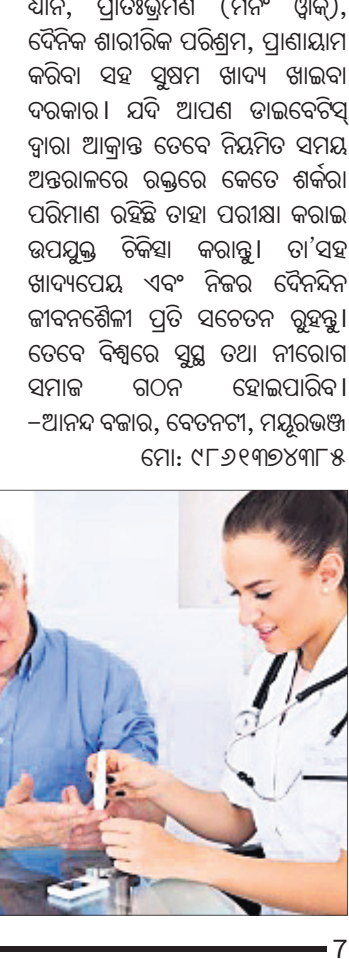 ଧ୍ୟାନ, ପ୍ରାତଃଭ୍ରମଣ (ମର୍ନିଂ ୱାକ୍),
ଦୈନିକ ଶାରୀରିକ ପରିଶ୍ରମ, ପ୍ରାଣାୟାମ
କରିବା ସହ ସୁଷମ ଖାଦ୍ୟ ଖାଇବା
ଦରକାର। ଯଦି ଆପଣ ଡାଇବେଟିସ୍
ଦ୍ୱାରା ଆକ୍ରାନ୍ତ ତେବେ ନିୟମିତ ସମୟ
ଅନ୍ତରାଳରେ ରକ୍ତରେ କେତେ ଶର୍କରା
ପରିମାଣ ରହିଛି ତାହା ପରୀକ୍ଷା କରାଇ
ଉପଯୁକ୍ତ ଚିକିତ୍ସା କରାନ୍ତୁ। ତା'ସହ
ଖାଦ୍ୟପେୟ ଏବଂ ନିଜର ଦୈନନ୍ଦିନ
ଜୀବନଶୈଳୀ ପ୍ରତି ସଚେତନ ରୁହନ୍ତୁ।
ତେବେ ବିଶ୍ୱରେ ସୁସ୍ଥ ତଥା ନୀରୋଗ
ସମାଜ ଗଠନ ହୋଇପାରିବ।
–ଆନନ୍ଦ ବଜାର, ବେତନଟୀ, ମୟୂରଭଞ୍ଜ
ମୋ: ୯୮୬୧୩୭୪୩୮୫
7